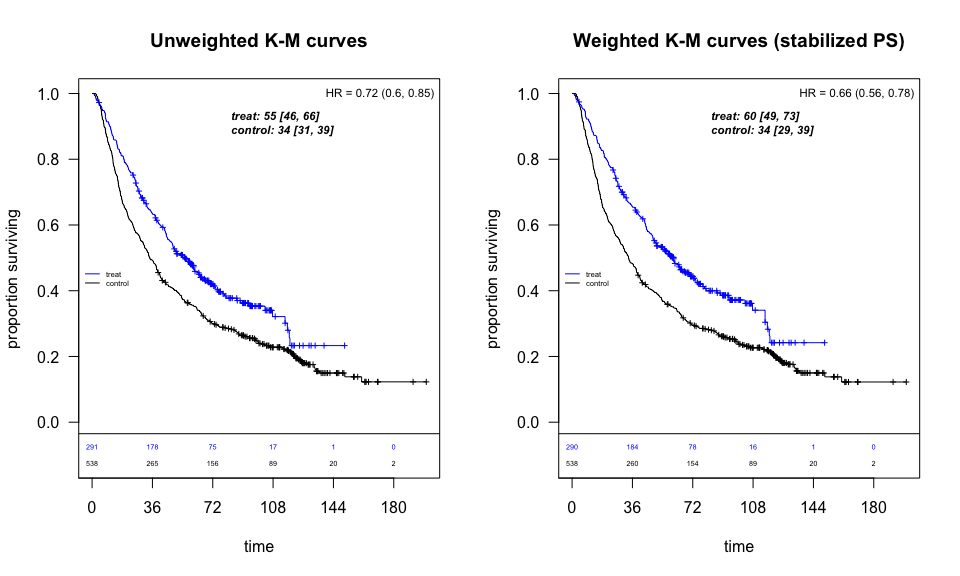 Unweighted K-M curves
HR = 0.72 (0.6, 0.85)
treat: 55 [46, 66]
control: 34 [31, 39]
proportion surviving
1.0
0.8
0.6
0.4
0.2
0.0
treat
control
291 178 75 17 1 0
538 265 156 89 20 2
0 36 72 108 144 180
time
Weighted K-M curves (stabilized PS)
HR = 0.66 (0.56, 0.78)
treat: 60 [49, 73]
control: 34 [29, 39]
proportion surviving
1.0
0.8
0.6
0.4
0.2
0.0
treat
control
290 184 78 16 1 0
538 260 154 89 20 2
0 36 72 108 144 180
time